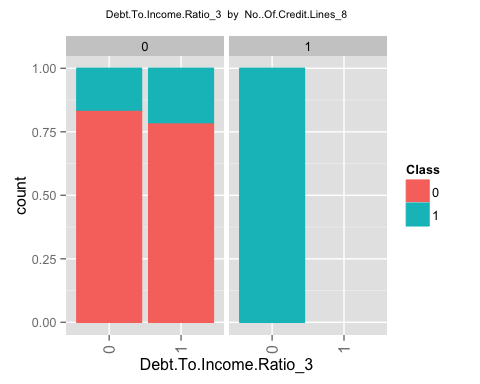 Debt.To.Income.Ratio_3 by No..Of.Credit.Lines_8
0 1
1.00
0.75
0.50
0.25
0.00
count
0 1 0 1
Debt.To.Income.Ratio_3
Class
0
1